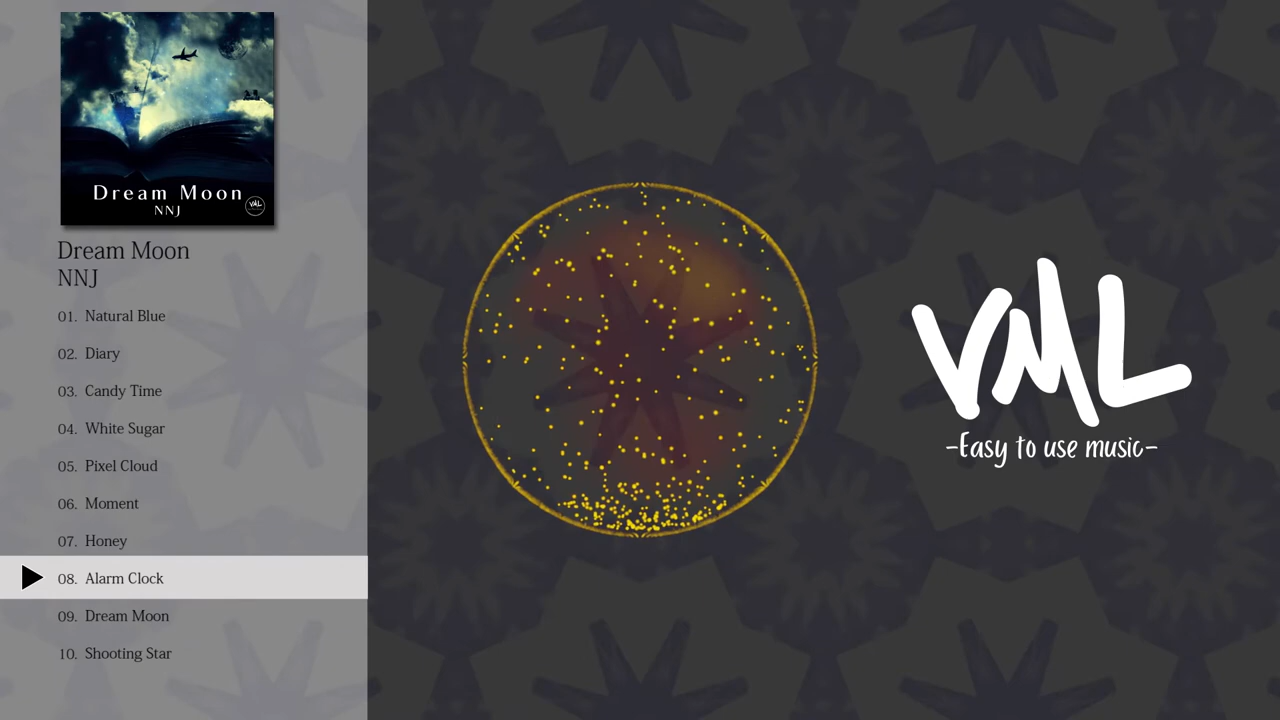 Dream Moon
NNJ
VML
Dream Moon
NNJ
01. Natural Blue
02. Diary
03. Candy Time
04. White Sugar
05. Pixel Cloud
06. Moment
07. Honey
08. Alarm Clock
09. Dream Moon
10. Shooting Star
VML
-Easy to use music-